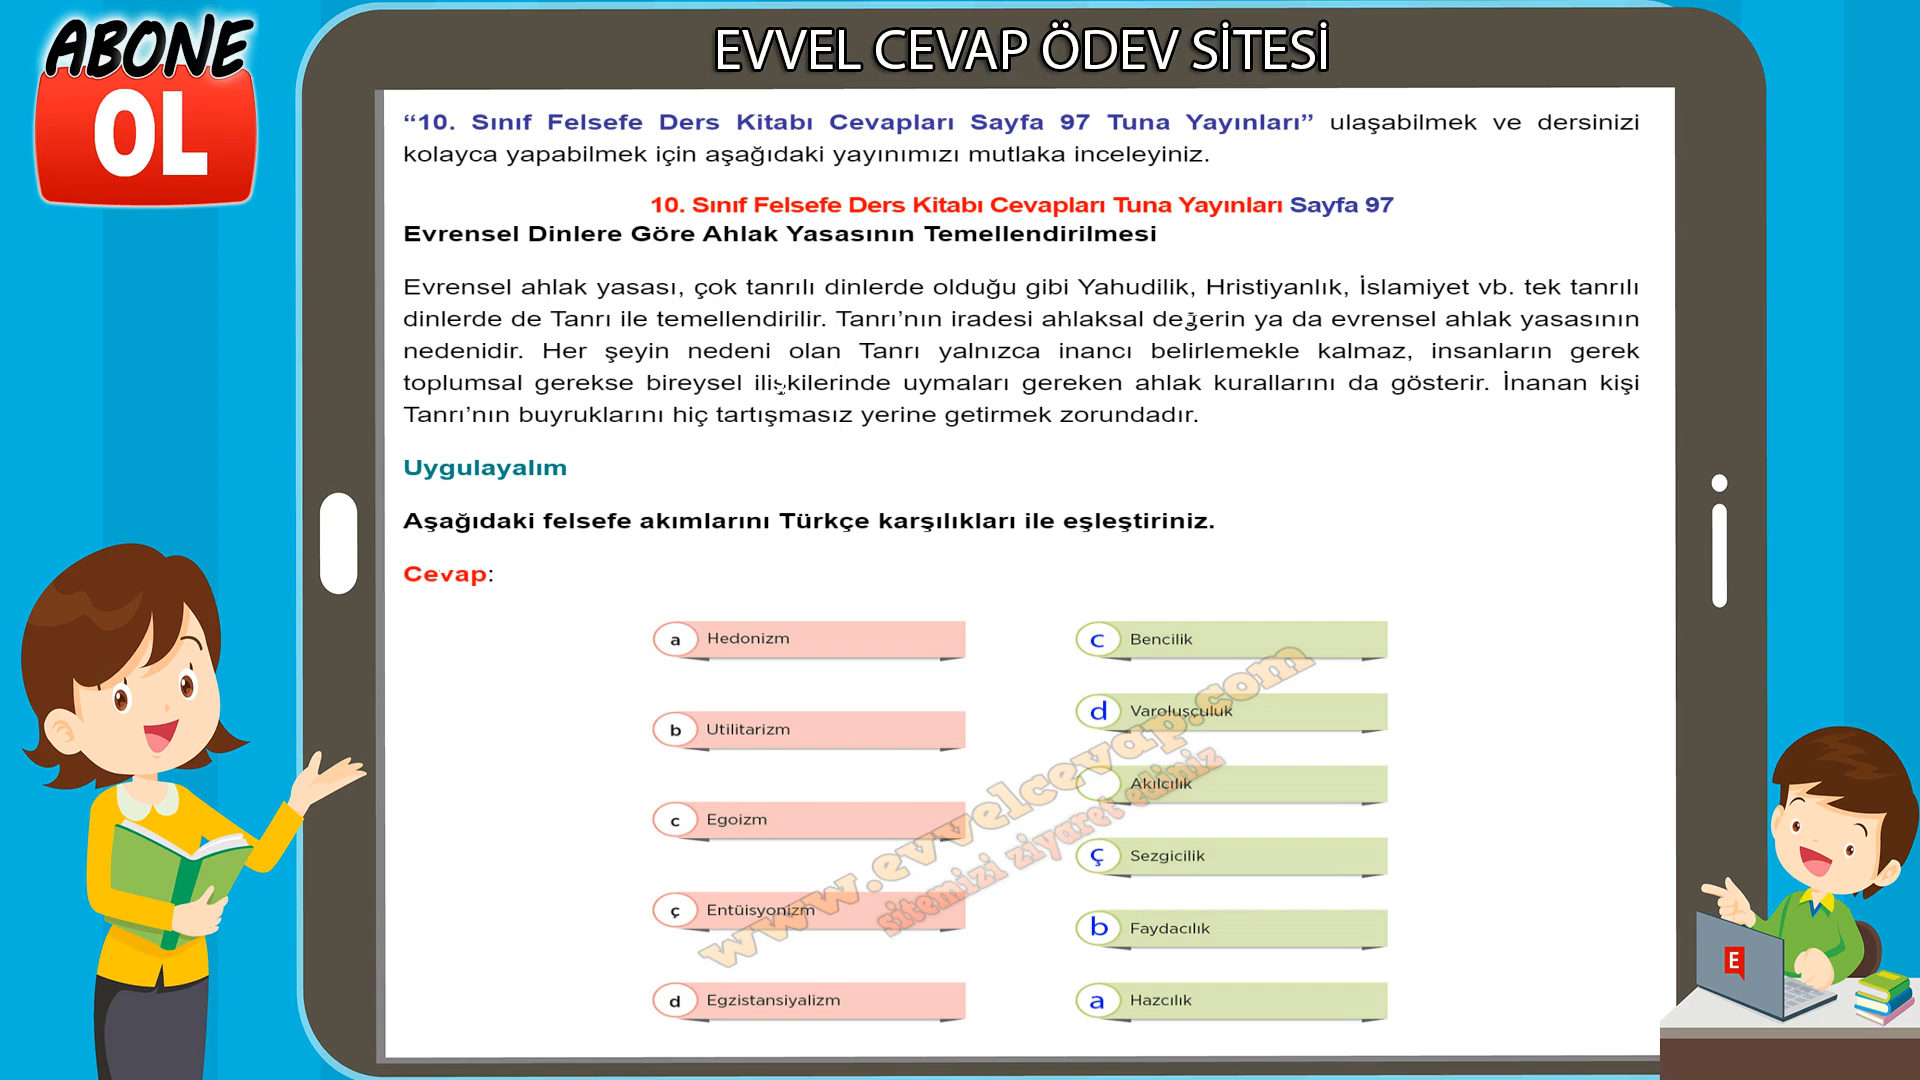 ABONE
OL
EVVEL CEVAP ÖDEV SİTESİ
“10. Sınıf Felsefe Ders Kitabı Cevapları Sayfa 97 Tuna Yayınları” ulaşabilmek ve dersinizi
kolayca yapabilmek için aşağıdaki yayınımızı mutlaka inceleyiniz.
10. Sınıf Felsefe Ders Kitabı Cevapları Tuna Yayınları Sayfa 97
Evrensel Dinlere Göre Ahlak Yasasının Temellendirilmesi
Evrensel ahlak yasası, çok tanrılı dinlerde olduğu gibi Yahudilik, Hristiyanlık, İslamiyet vb. tek tanrılı
dinlerde de Tanrı ile temellendirilir. Tanrı’nın iradesi ahlaksal değerin ya da evrensel ahlak yasasının
nedenidir. Her şeyin nedeni olan Tanrı yalnızca inancı belirlemekle kalmaz, insanların gerek
toplumsal gerekse bireysel ilişkilerinde uymaları gereken ahlak kurallarını da gösterir. İnanan kişi
Tanrı’nın buyruklarını hiç tartışmasız yerine getirmek zorundadır.
Uygulayalım
Aşağıdaki felsefe akımlarını Türkçe karşılıkları ile eşleştiriniz.
Cevap:
a Hedonizm
b Utilitarizm
c Egoizm
ç Entüisyonizm
d Egzistansiyalizm
c Bencilik
d Varoluşçuluk
Akılcılık
ç Sezgicilik
b Faydacılık
a Hazcılık
www.evvelcevap.com
sitemizi ziyaret ediniz
E